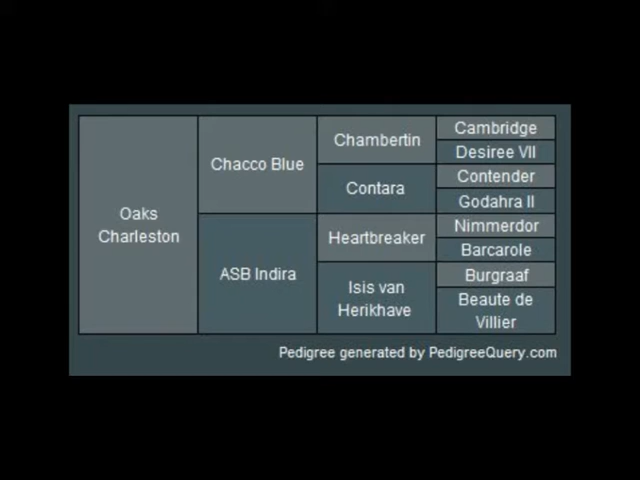 Oaks
Charleston
Chacco Blue
ASB Indira
Chambertin
Contara
Heartbreaker
Isis van
Herikhave
Cambridge
Desiree VII
Contender
Godahra II
Nimmerdor
Barcarole
Burgraaf
Beaute de
Villier
Pedigree generated by PedigreeQuery.com